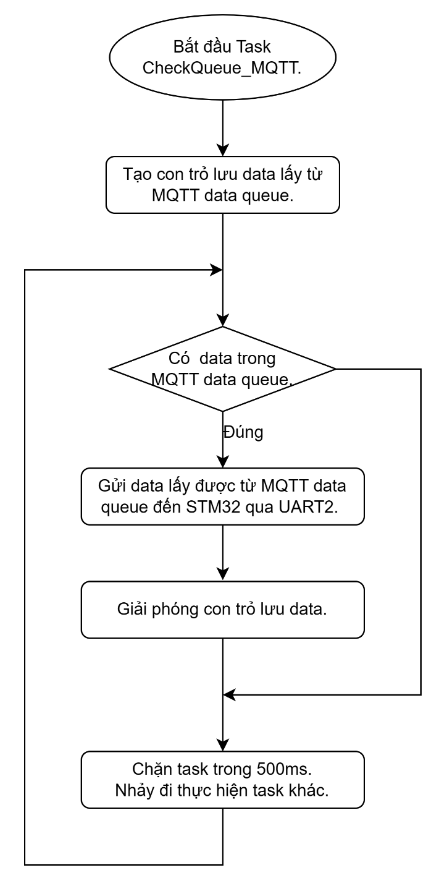 Bắt đầu Task
CheckQueue_MQTT.
Tạo con trỏ lưu data lấy từ
MQTT data queue.
Có data trong
MQTT data queue.
Đúng
Gửi data lấy được từ MQTT data
queue đến STM32 qua UART2.
Giải phóng con trỏ lưu data.
Chặn task trong 500ms.
Nhảy đi thực hiện task khác.